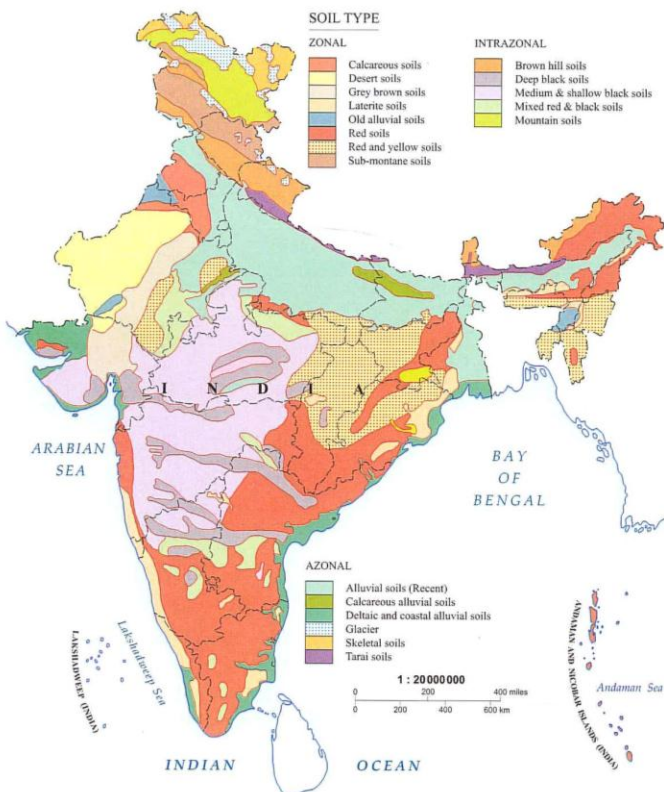 SOIL TYPE
ZONAL
Calcareous soils
Desert soils
Grey brown soils
Laterite soils
Old alluvial soils
Red soils
Red and yellow soils
Sub-montane soils
INTRAZONAL
Brown hill soils
Deep black soils
Medium & shallow black soils
Mixed red & black soils
Mountain soils
I N D I A
ARABIAN
SEA
BAY
OF
BENGAL
AZONAL
Alluvial soils (Recent)
Calcareous alluvial soils
Deltaic and coastal alluvial soils
Glacier
Skeletal soils
Tarai soils
1 : 20000000
200 0 200 400 miles
200 0 200 400 600 km
LAKSHADWEEP (INDIA)
Lakshadweep Sea
ANDAMAN AND NICOBAR ISLANDS (INDIA)
Andaman Sea
INDIAN OCEAN